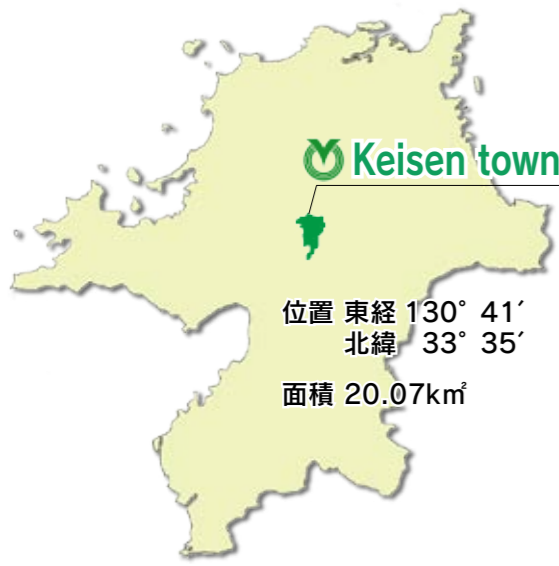 Keisen town
位置 東経 130° 41′
北緯 33° 35′
面積 20.07k㎡